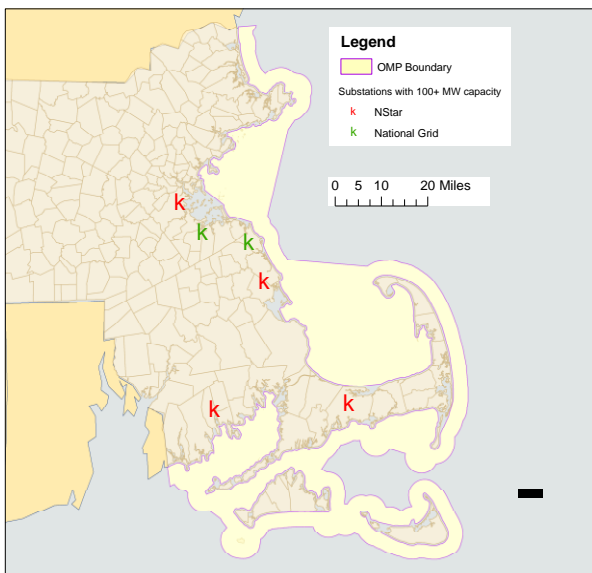 Legend
OMP Boundary
Substations with 100+ MW capacity
k NStar
k National Grid
0 5 10 20 Miles
k
k
k
k
k
k